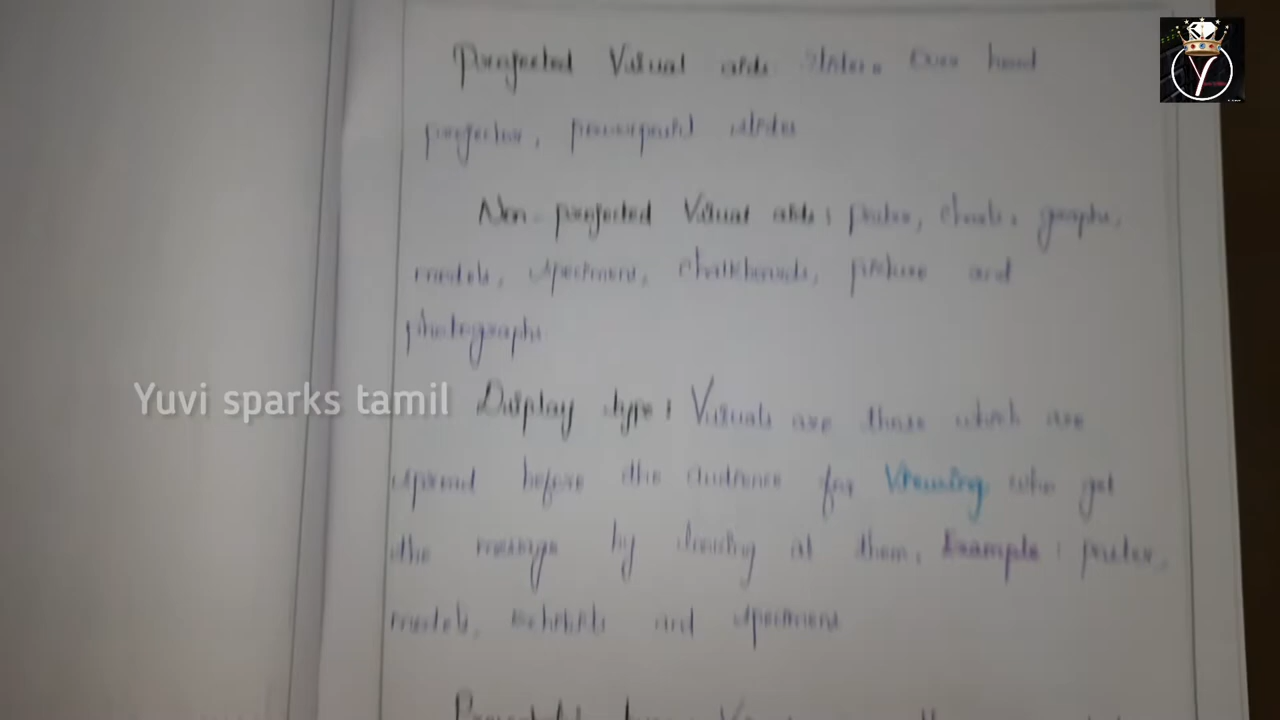 Projected Visual aids: Slides, Over head
projector, powerpoint slides
Non-projected Visual aids: poster, charts, graphs,
models, specimens, chalkboards, picture and
photographs
Yuvi sparks tamil
Display type: Visuals are those which are
spread before the audience for Viewing who get
the message by looking at them. Example: poster,
models, exhibits and specimens